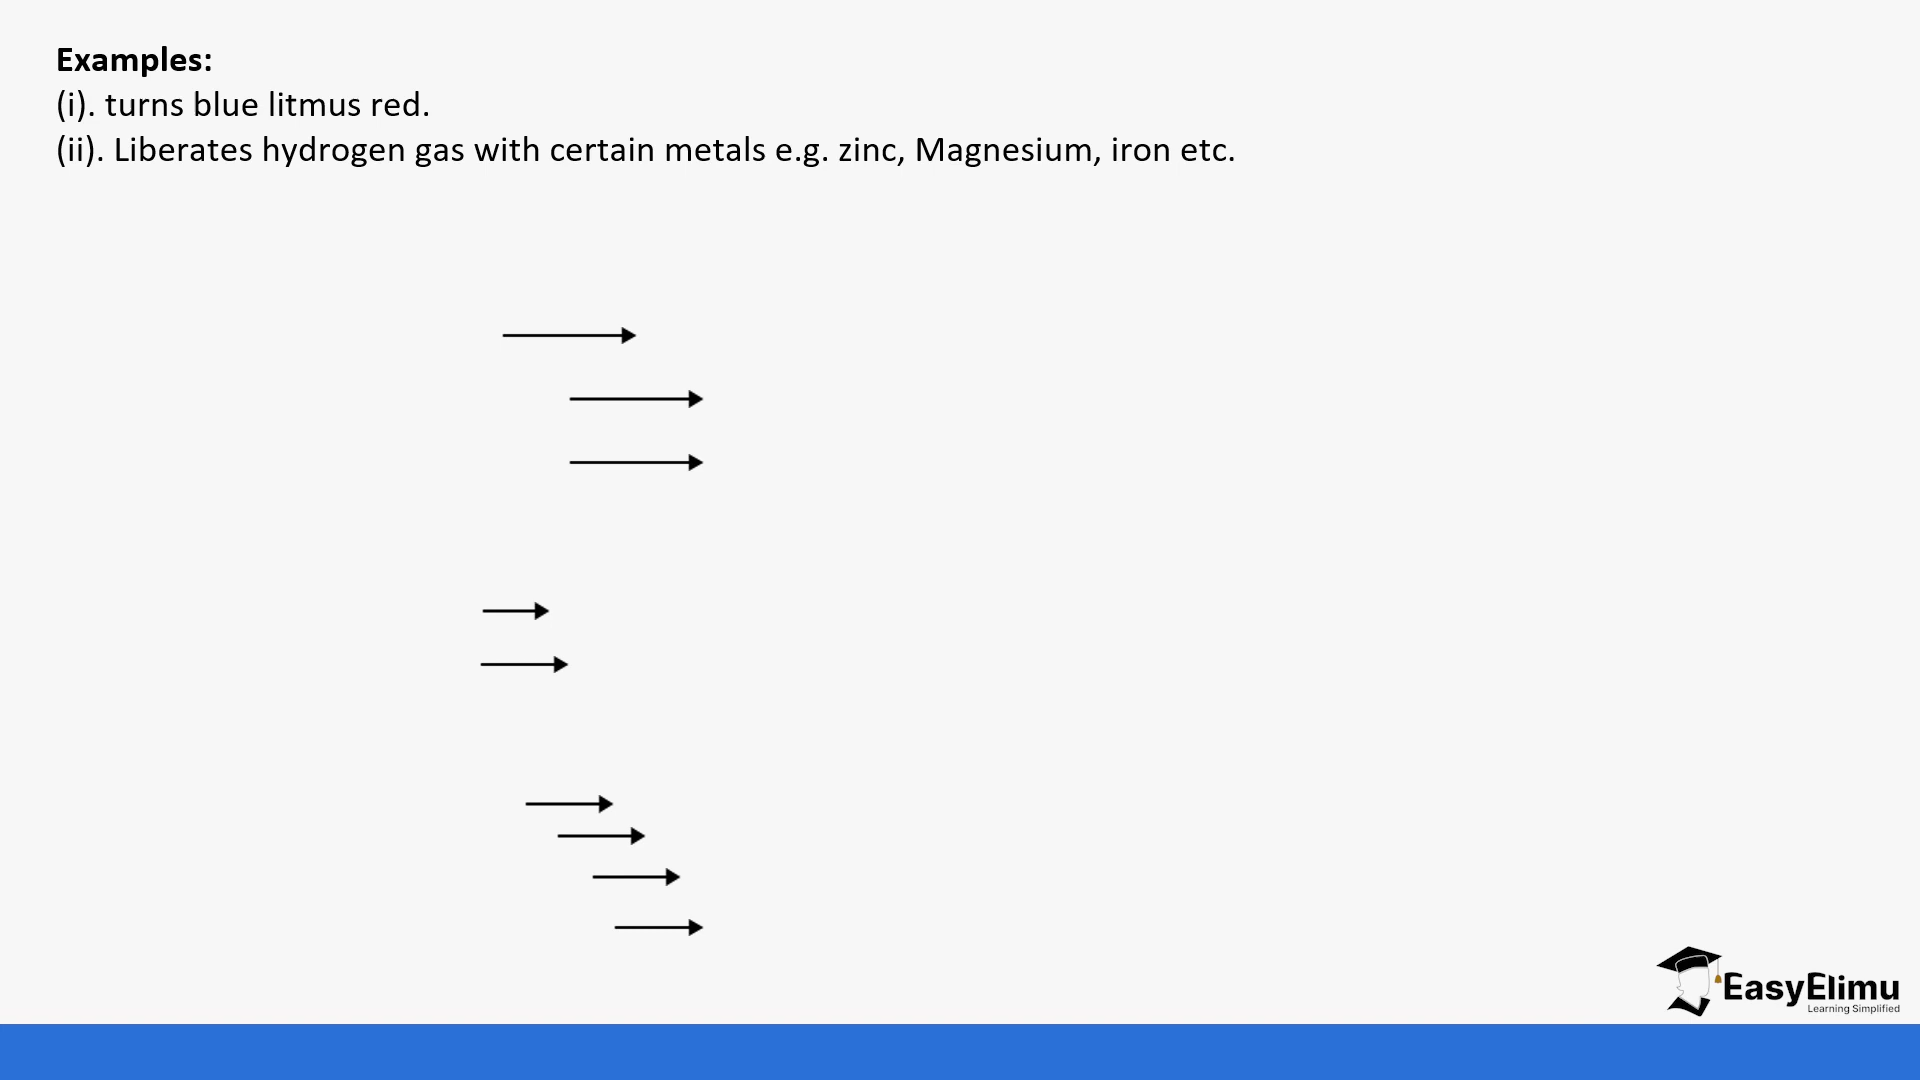 Examples:
(i). turns blue litmus red.
(ii). Liberates hydrogen gas with certain metals e.g. zinc, Magnesium, iron etc.
EasyElimu
Learning Simplified